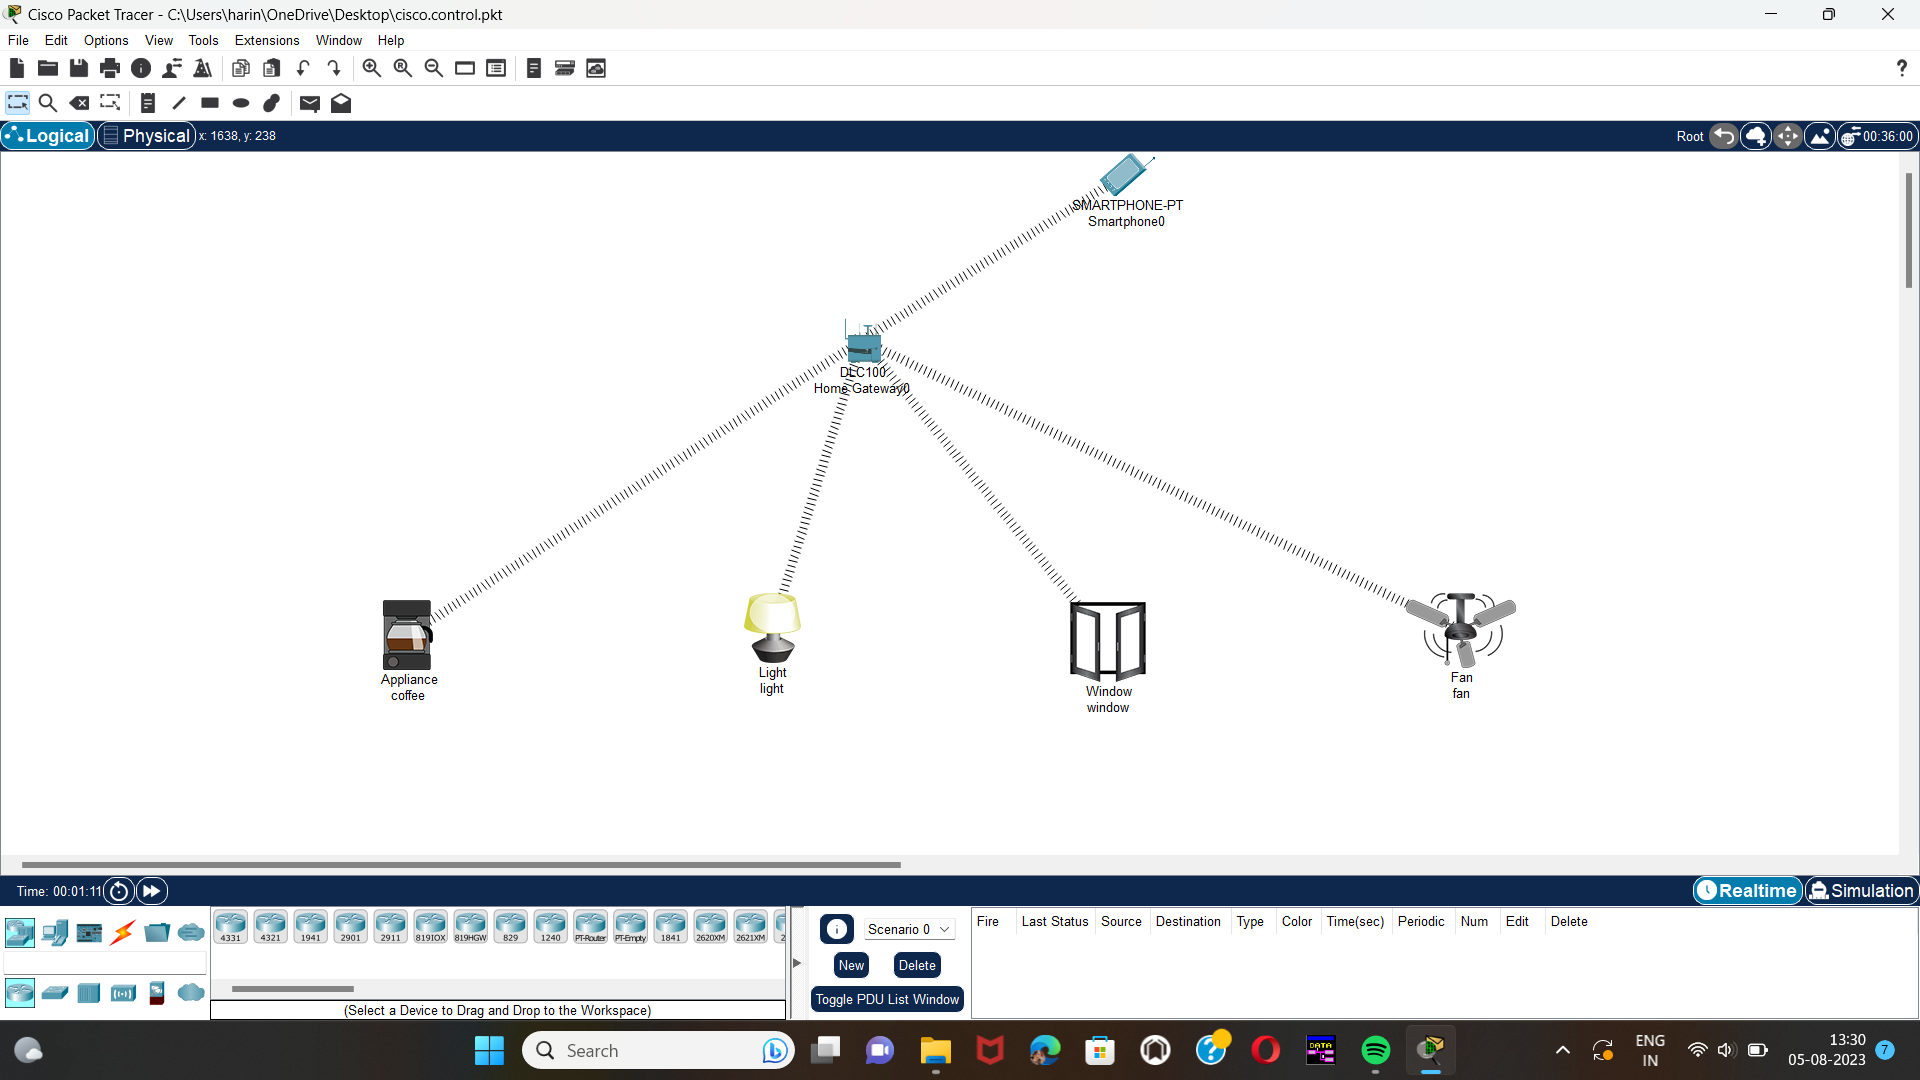 Cisco Packet Tracer - C:\Users\harin\OneDrive\Desktop\cisco.control.pkt
File Edit Options View Tools Extensions Window Help
?
Logical Physical x: 1638, y: 238 Root 00:36:00
SMARTPHONE-PT
Smartphone0
DLC100
Home Gateway0
Appliance
coffee
Light
light
Window
window
Fan
fan
Time: 00:01:11 Realtime Simulation
4331 4321 1941 2901 2911 819IOX 819HGW 829 1240 PT-Router PT-Empty 1841 2620XM 2621XM 2
(Select a Device to Drag and Drop to the Workspace)
Scenario 0
New Delete
Toggle PDU List Window
Fire Last Status Source Destination Type Color Time(sec) Periodic Num Edit Delete
Search
DATA
ENG
IN
13:30
05-08-2023
7